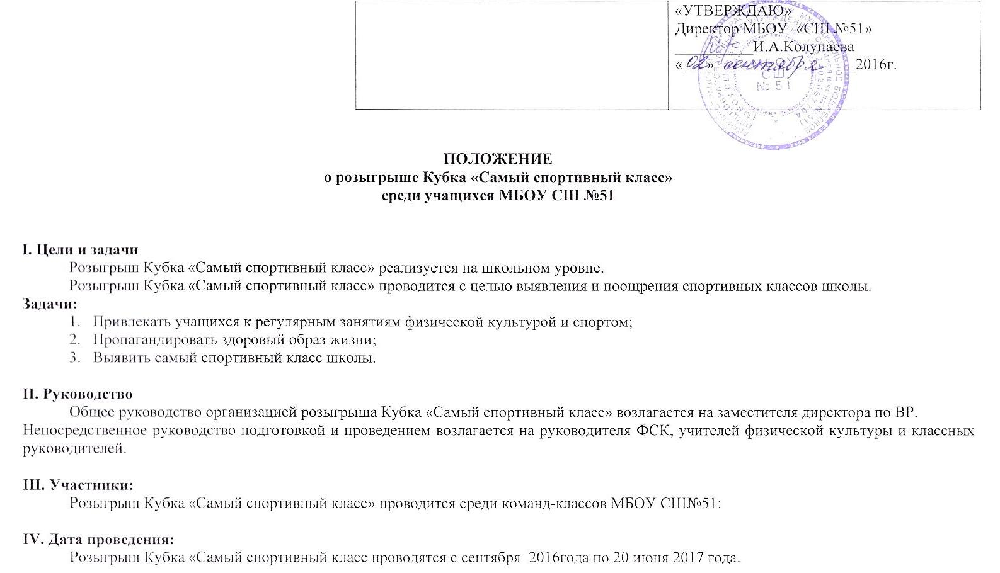 «УТВЕРЖДАЮ»
Директор МБОУ «СШ №51»
И.А.Колупаева
«02» сентября 2016г.
МБОУ
СШ
№ 51
ПОЛОЖЕНИЕ
о розыгрыше Кубка «Самый спортивный класс»
среди учащихся МБОУ СШ №51
I. Цели и задачи
Розыгрыш Кубка «Самый спортивный класс» реализуется на школьном уровне.
Розыгрыш Кубка «Самый спортивный класс» проводится с целью выявления и поощрения спортивных классов школы.
Задачи:
1. Привлекать учащихся к регулярным занятиям физической культурой и спортом;
2. Пропагандировать здоровый образ жизни;
3. Выявить самый спортивный класс школы.
II. Руководство
Общее руководство организацией розыгрыша Кубка «Самый спортивный класс» возлагается на заместителя директора по ВР.
Непосредственное руководство подготовкой и проведением возлагается на руководителя ФСК, учителей физической культуры и классных
руководителей.
III. Участники:
Розыгрыш Кубка «Самый спортивный класс» проводится среди команд-классов МБОУ СШ№51:
IV. Дата проведения:
Розыгрыш Кубка «Самый спортивный класс проводятся с сентября 2016года по 20 июня 2017 года.